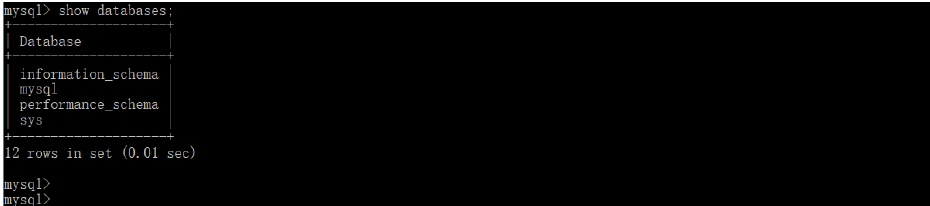 mysql> show databases;
+--------------------+
| Database           |
+--------------------+
| information_schema |
| mysql              |
| performance_schema |
| sys                |
+--------------------+
12 rows in set (0.01 sec)
mysql>
mysql>